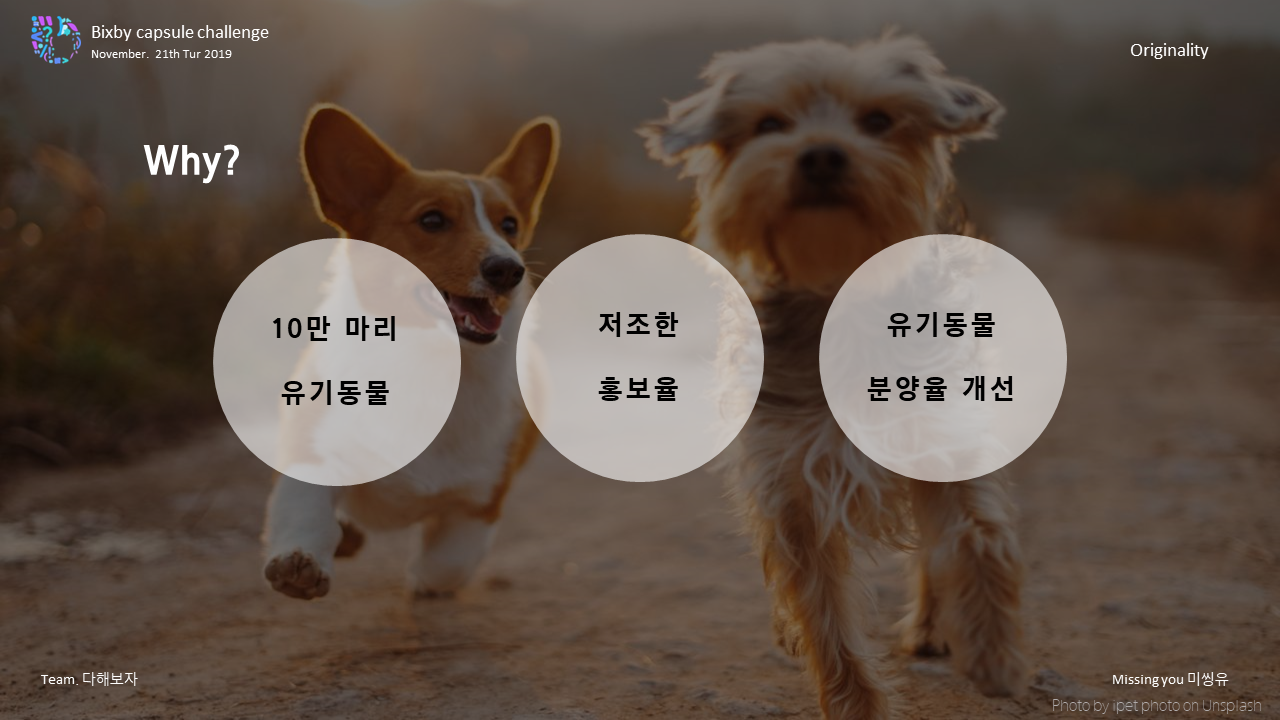 Bixby capsule challenge
November. 21th Tur 2019
Originality
Why?
10만 마리
유기동물
저조한
홍보율
유기동물
분양율 개선
Team. 다해보자
Missing you 미씽유
Photo by ipet photo on Unsplash